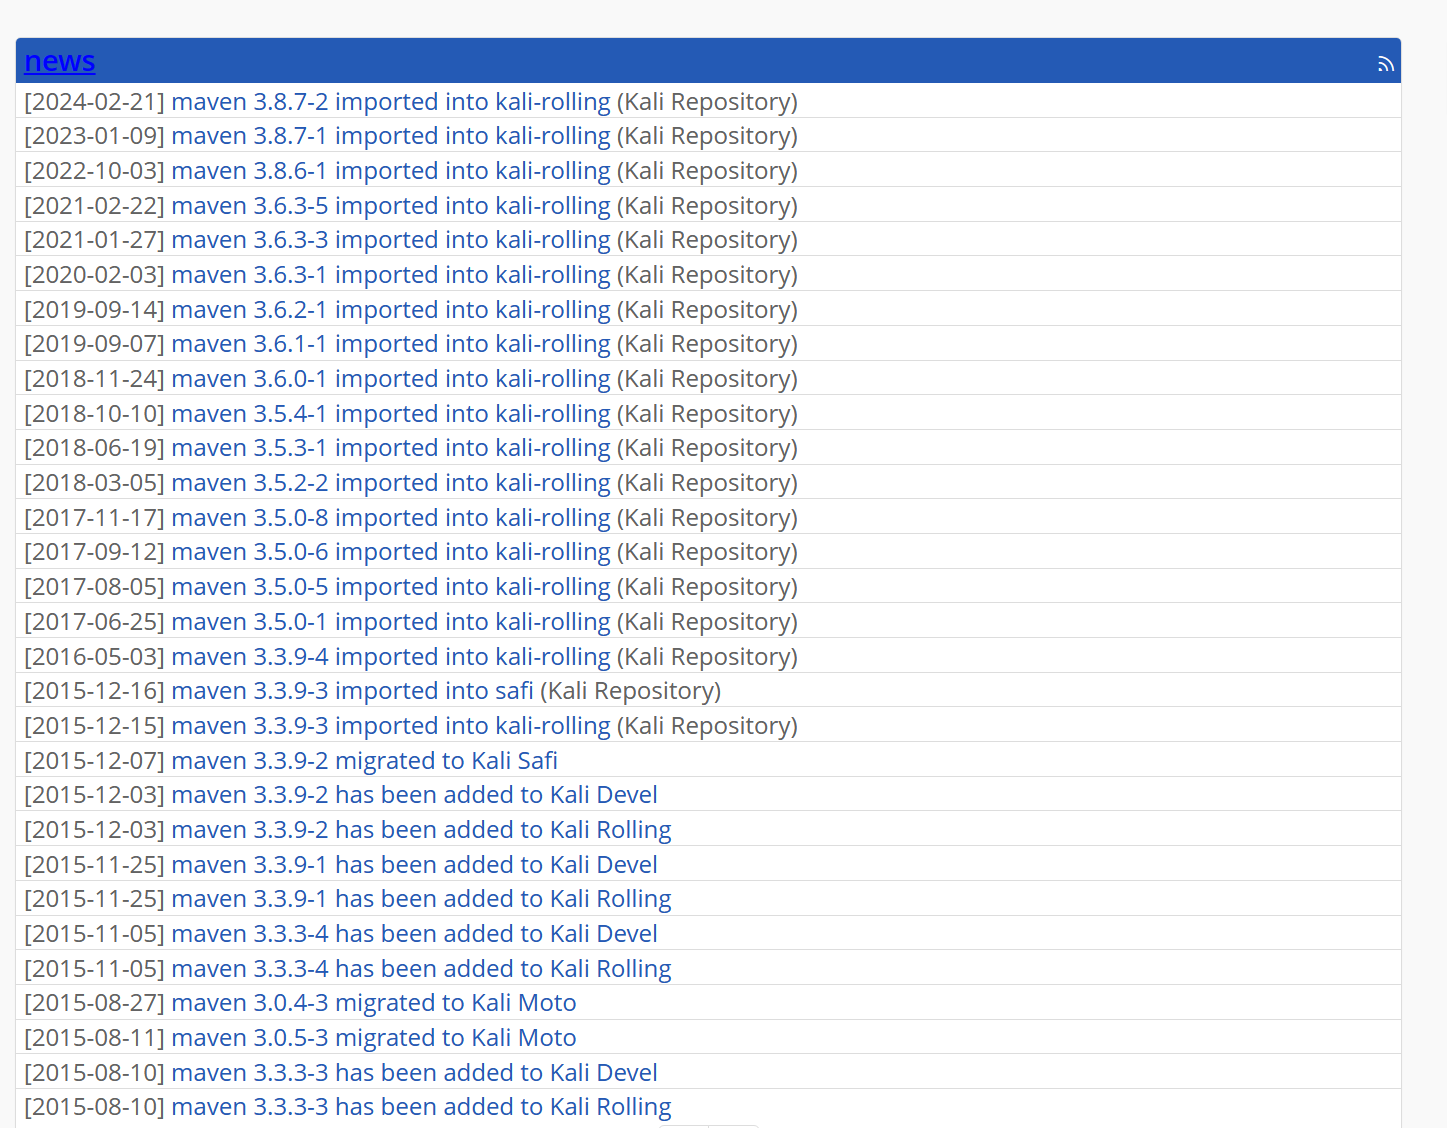 news
[2024-02-21] maven 3.8.7-2 imported into kali-rolling (Kali Repository)
[2023-01-09] maven 3.8.7-1 imported into kali-rolling (Kali Repository)
[2022-10-03] maven 3.8.6-1 imported into kali-rolling (Kali Repository)
[2021-02-22] maven 3.6.3-5 imported into kali-rolling (Kali Repository)
[2021-01-27] maven 3.6.3-3 imported into kali-rolling (Kali Repository)
[2020-02-03] maven 3.6.3-1 imported into kali-rolling (Kali Repository)
[2019-09-14] maven 3.6.2-1 imported into kali-rolling (Kali Repository)
[2019-09-07] maven 3.6.1-1 imported into kali-rolling (Kali Repository)
[2018-11-24] maven 3.6.0-1 imported into kali-rolling (Kali Repository)
[2018-10-10] maven 3.5.4-1 imported into kali-rolling (Kali Repository)
[2018-06-19] maven 3.5.3-1 imported into kali-rolling (Kali Repository)
[2018-03-05] maven 3.5.2-2 imported into kali-rolling (Kali Repository)
[2017-11-17] maven 3.5.0-8 imported into kali-rolling (Kali Repository)
[2017-09-12] maven 3.5.0-6 imported into kali-rolling (Kali Repository)
[2017-08-05] maven 3.5.0-5 imported into kali-rolling (Kali Repository)
[2017-06-25] maven 3.5.0-1 imported into kali-rolling (Kali Repository)
[2016-05-03] maven 3.3.9-4 imported into kali-rolling (Kali Repository)
[2015-12-16] maven 3.3.9-3 imported into safi (Kali Repository)
[2015-12-15] maven 3.3.9-3 imported into kali-rolling (Kali Repository)
[2015-12-07] maven 3.3.9-2 migrated to Kali Safi
[2015-12-03] maven 3.3.9-2 has been added to Kali Devel
[2015-12-03] maven 3.3.9-2 has been added to Kali Rolling
[2015-11-25] maven 3.3.9-1 has been added to Kali Devel
[2015-11-25] maven 3.3.9-1 has been added to Kali Rolling
[2015-11-05] maven 3.3.3-4 has been added to Kali Devel
[2015-11-05] maven 3.3.3-4 has been added to Kali Rolling
[2015-08-27] maven 3.0.4-3 migrated to Kali Moto
[2015-08-11] maven 3.0.5-3 migrated to Kali Moto
[2015-08-10] maven 3.3.3-3 has been added to Kali Devel
[2015-08-10] maven 3.3.3-3 has been added to Kali Rolling